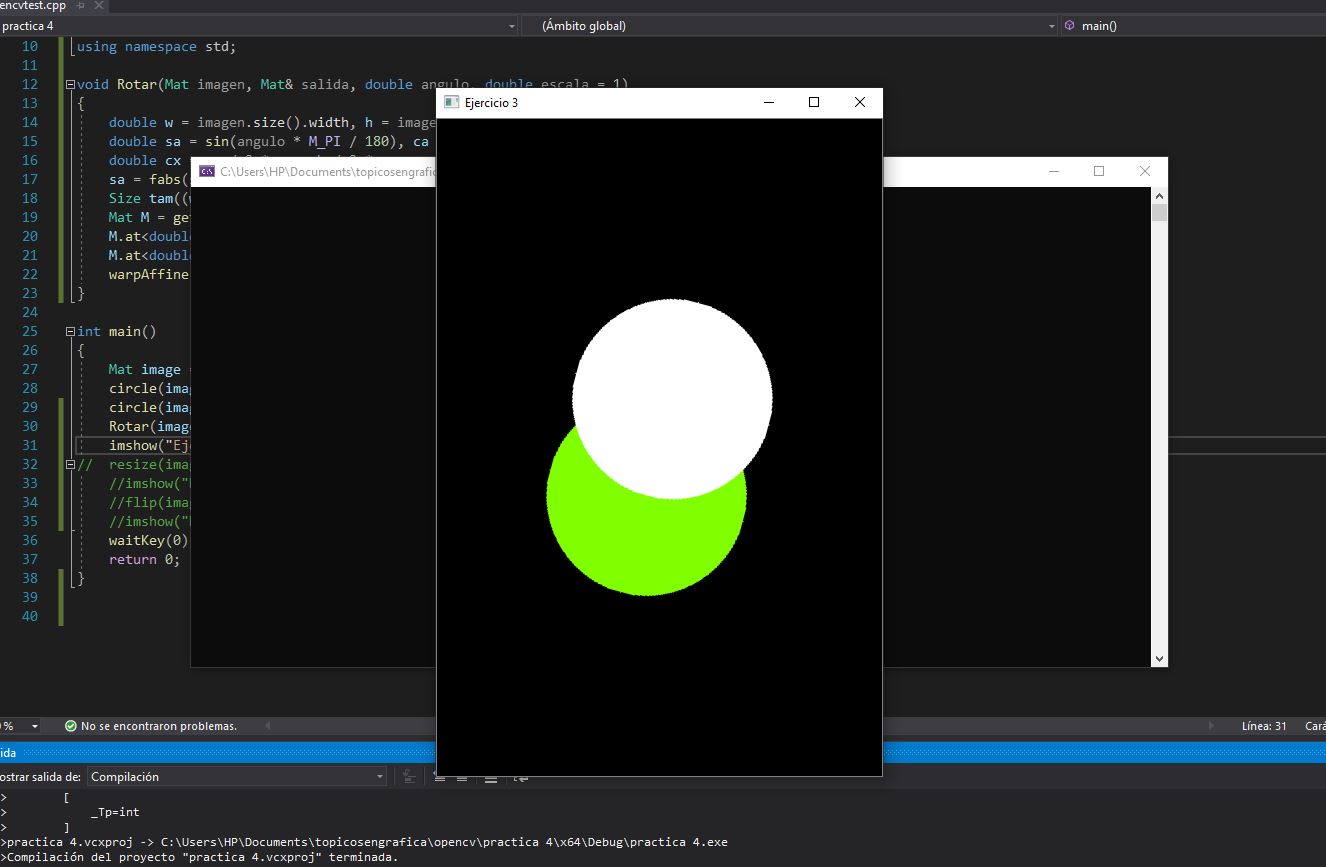 encvtest.cpp
practica 4 (Ámbito global) main()
10 using namespace std;
11
12 void Rotar(Mat imagen, Mat& salida, double angulo, double escala = 1)
13 {
14 double w = imagen.size().width, h = image
15 double sa = sin(angulo * M_PI / 180), ca
16 double cx
17 sa = fabs(
18 Size tam((
19 Mat M = ge
20 M.at<doubl
21 M.at<doubl
22 warpAffine
23 }
24
25 int main()
26 {
27 Mat image
28 circle(ima
29 circle(ima
30 Rotar(imag
31 imshow("Ej
32 // resize(ima
33 //imshow("
34 //flip(ima
35 //imshow("
36 waitKey(0)
37 return 0;
38 }
39
40
Ejercicio 3
C:\Users\HP\Documents\topicosengrafic
% No se encontraron problemas. Línea: 31 Cará
ida
ostrar salida de: Compilación
> [
> _Tp=int
> ]
>practica 4.vcxproj -> C:\Users\HP\Documents\topicosengrafica\opencv\practica 4\x64\Debug\practica 4.exe
>Compilación del proyecto "practica 4.vcxproj" terminada.